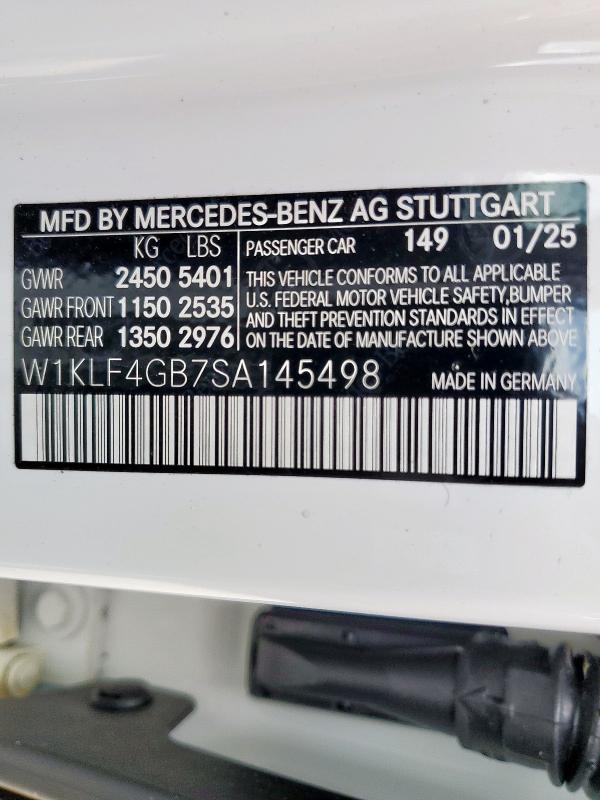 MFD BY MERCEDES-BENZ AG STUTTGART
KG LBS
GVWR 2450 5401
GAWR FRONT 1150 2535
GAWR REAR 1350 2976
PASSENGER CAR 149 01/25
THIS VEHICLE CONFORMS TO ALL APPLICABLE
U.S. FEDERAL MOTOR VEHICLE SAFETY,BUMPER
AND THEFT PREVENTION STANDARDS IN EFFECT
ON THE DATE OF MANUFACTURE SHOWN ABOVE
W1KLF4GB7SA145498 MADE IN GERMANY